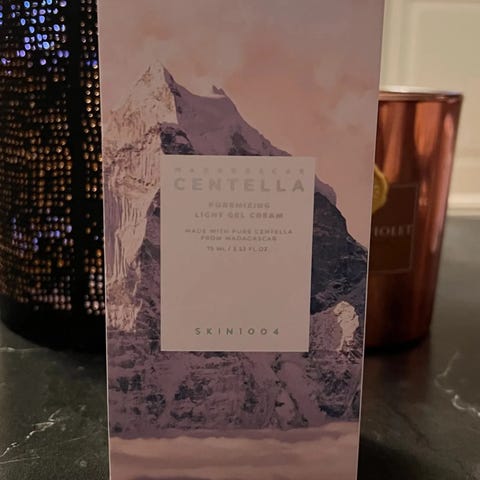 MADAGASCAR
CENTELLA
POREMIZING
LIGHT GEL CREAM
MADE WITH PURE CENTELLA
FROM MADAGASCAR
75 ML / 2.53 FL.OZ.
SKIN1004